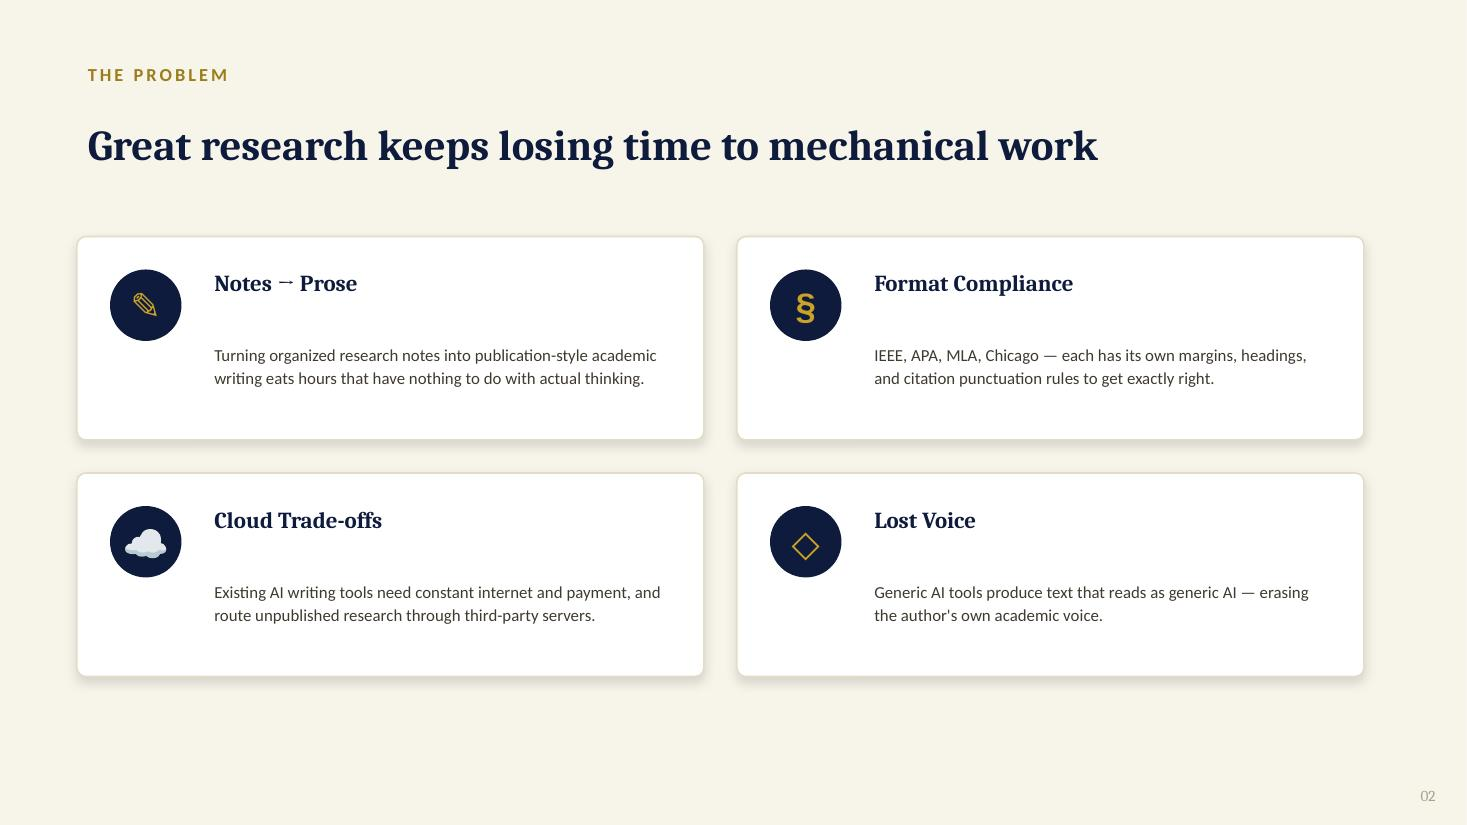 THE PROBLEM
Great research keeps losing time to mechanical work
Notes → Prose
Turning organized research notes into publication-style academic
writing eats hours that have nothing to do with actual thinking.
§
Format Compliance
IEEE, APA, MLA, Chicago — each has its own margins, headings,
and citation punctuation rules to get exactly right.
Cloud Trade-offs
Existing AI writing tools need constant internet and payment, and
route unpublished research through third-party servers.
Lost Voice
Generic AI tools produce text that reads as generic AI — erasing
the author's own academic voice.
02